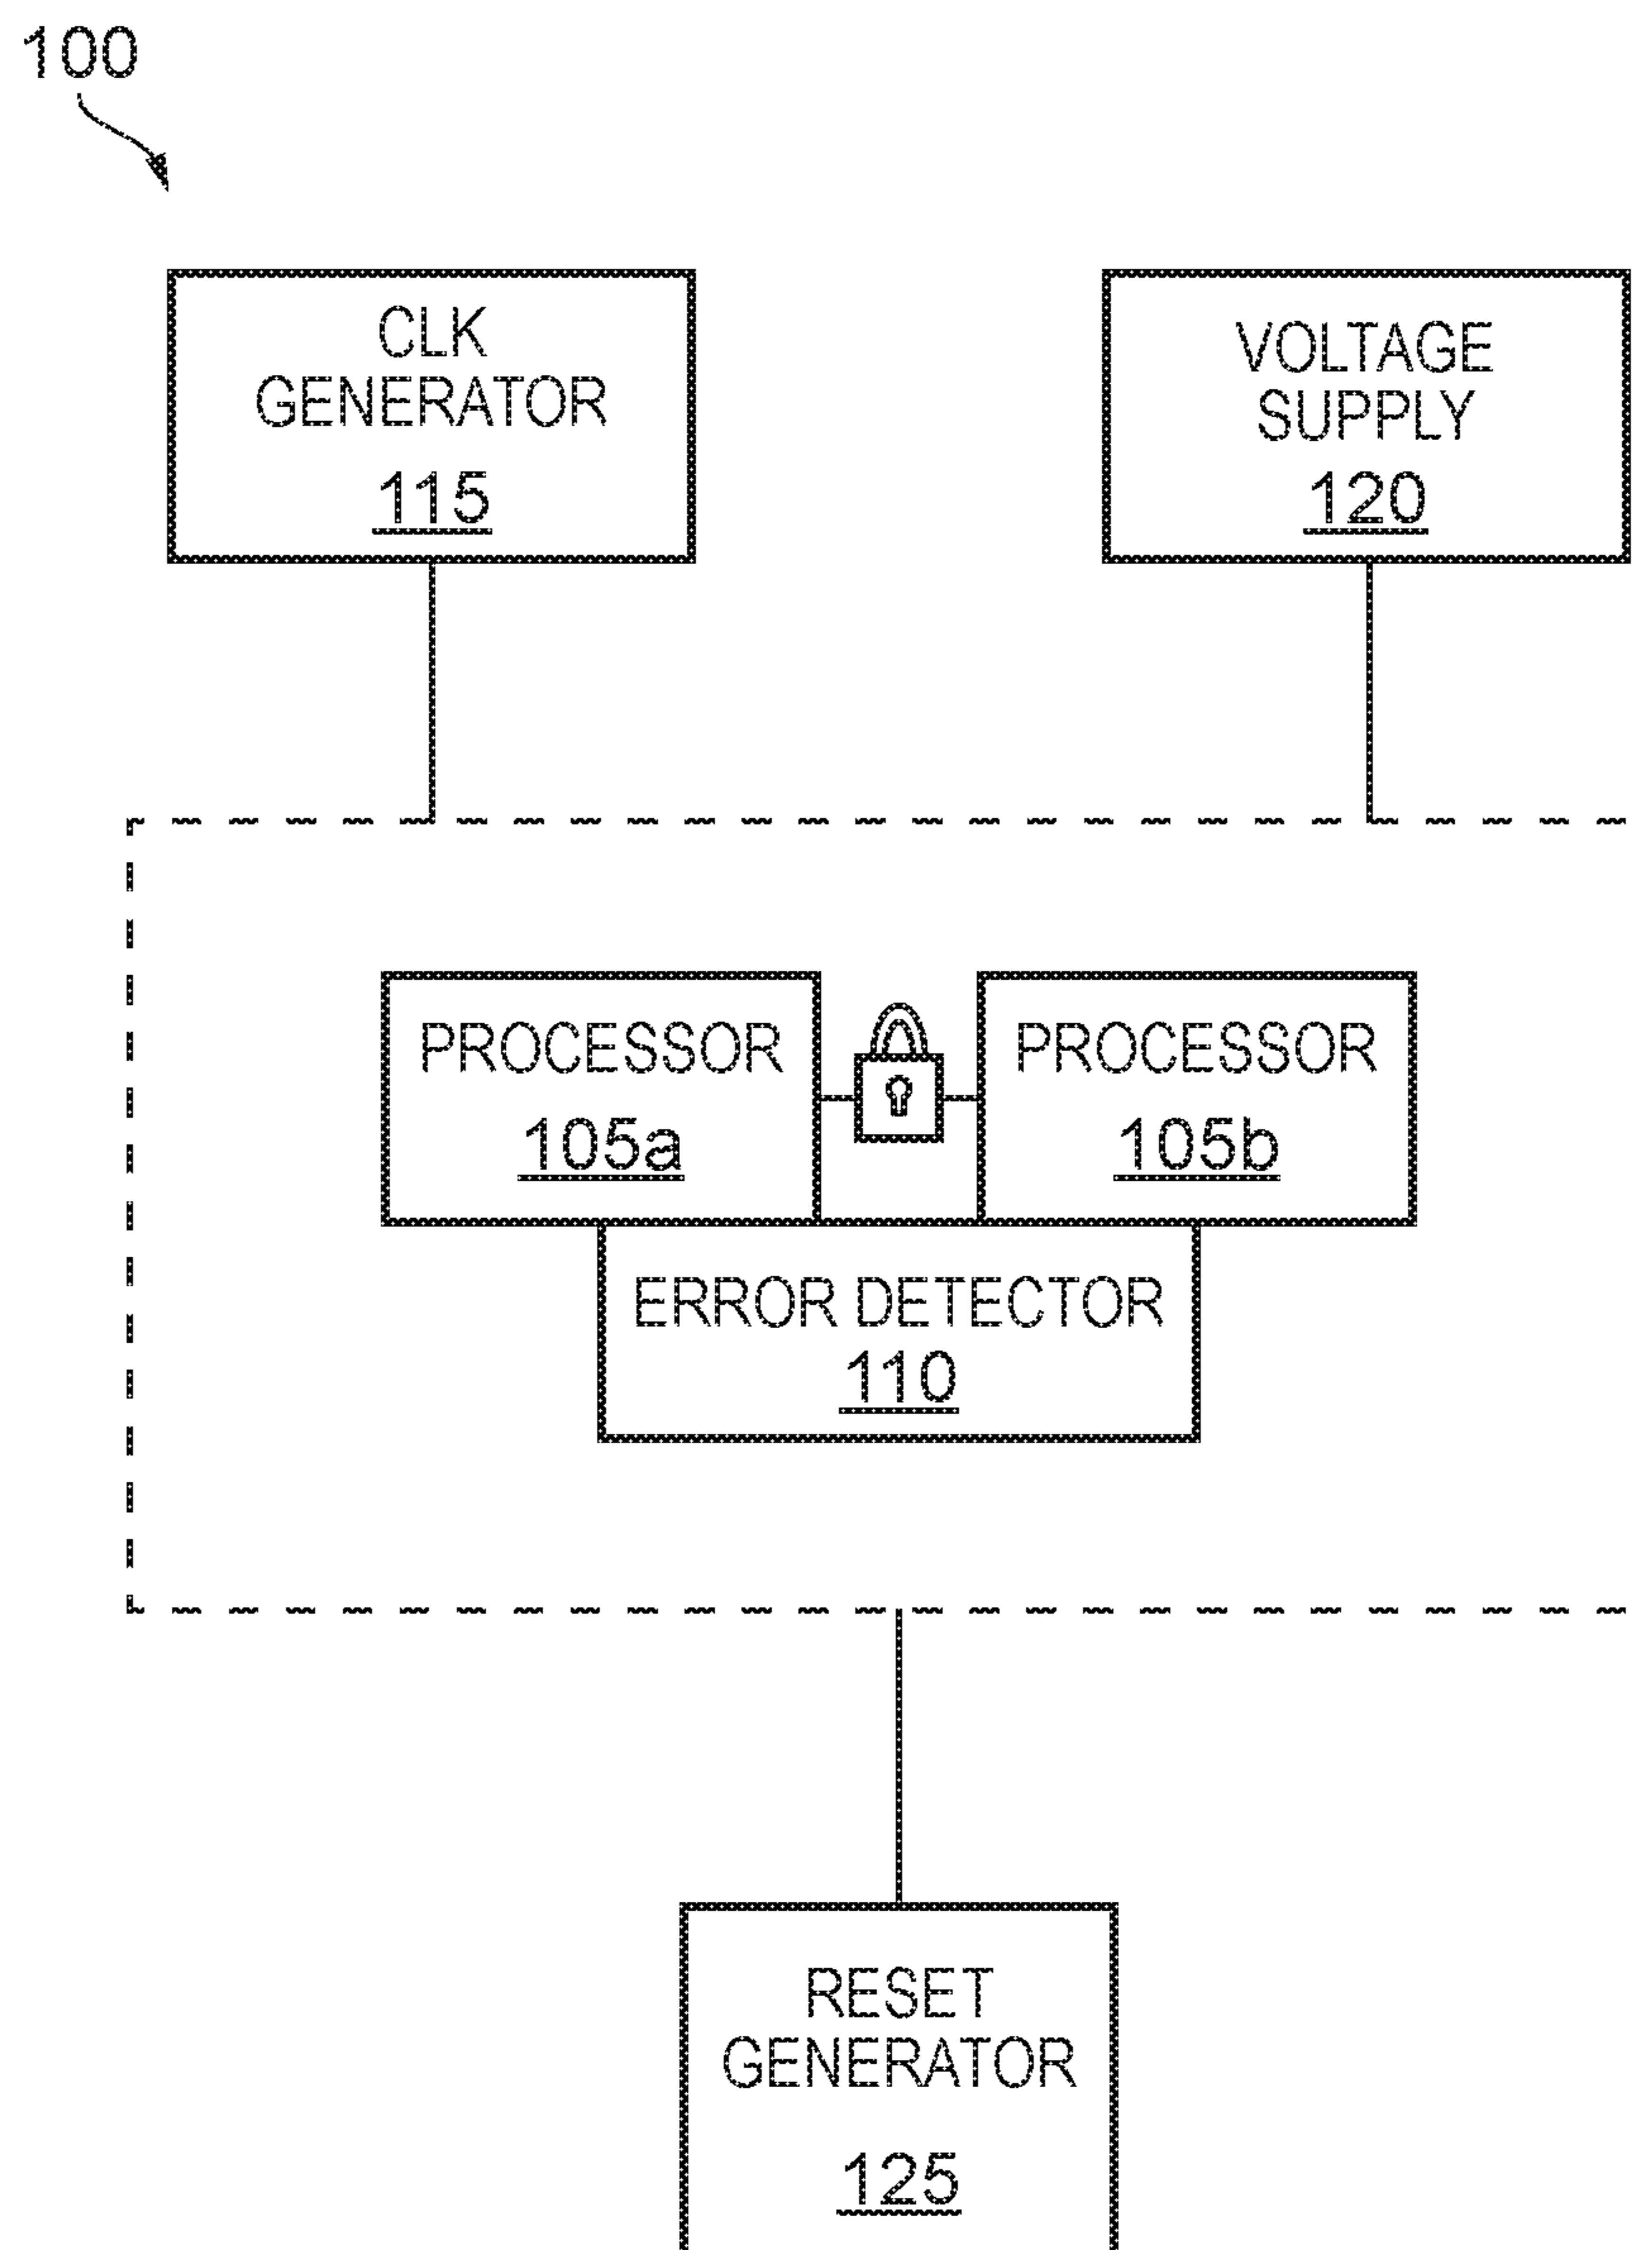 100
CLK
GENERATOR
115
VOLTAGE
SUPPLY
120
PROCESSOR
105a
PROCESSOR
105b
ERROR DETECTOR
110
RESET
GENERATOR
125